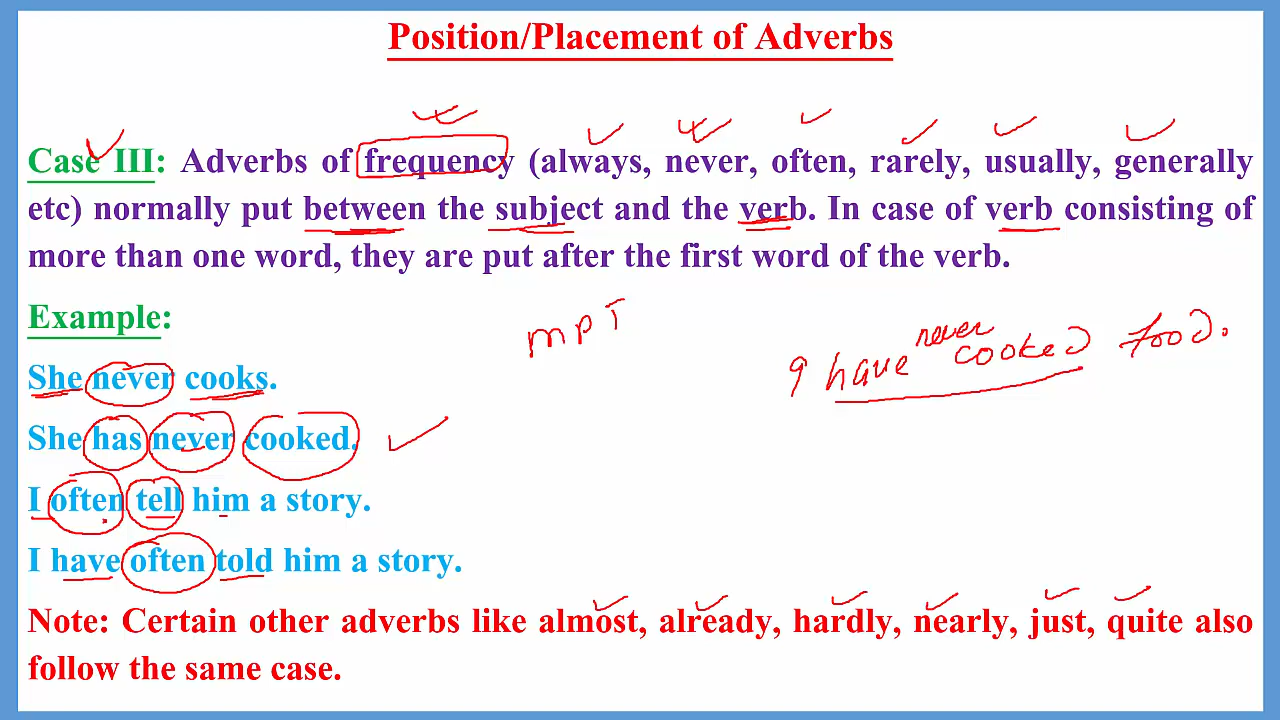 Position/Placement of Adverbs
Case III: Adverbs of frequency (always, never, often, rarely, usually, generally
etc) normally put between the subject and the verb. In case of verb consisting of
more than one word, they are put after the first word of the verb.
Example:
mPT
never
I have cooked food.
She never cooks.
She has never cooked.
I often tell him a story.
I have often told him a story.
Note: Certain other adverbs like almost, already, hardly, nearly, just, quite also
follow the same case.